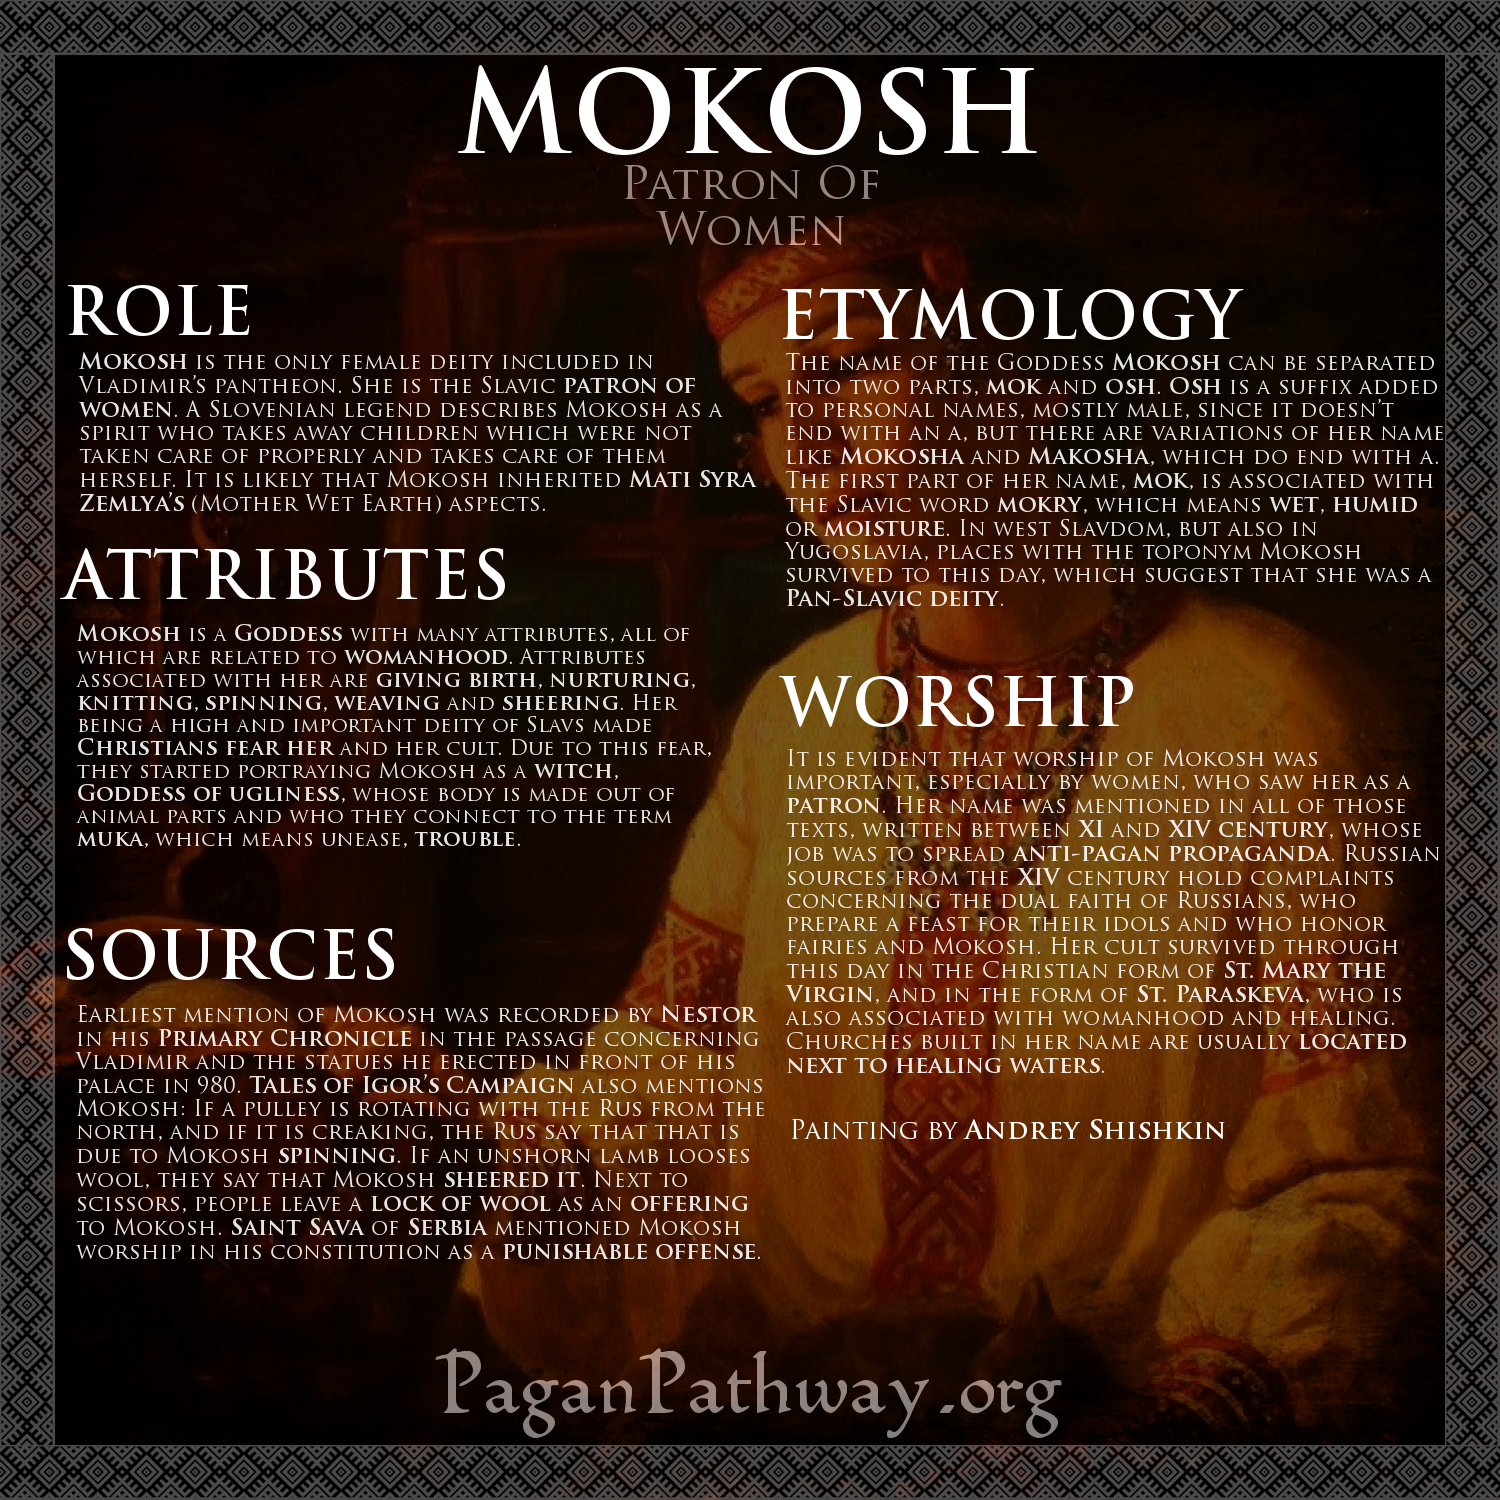 MOKOSH
PATRON OF
WOMEN
ROLE
MOKOSH IS THE ONLY FEMALE DEITY INCLUDED IN
VLADIMIR'S PANTHEON. SHE IS THE SLAVIC PATRON OF
WOMEN. A SLOVENIAN LEGEND DESCRIBES MOKOSH AS A
SPIRIT WHO TAKES AWAY CHILDREN WHICH WERE NOT
TAKEN CARE OF PROPERLY AND TAKES CARE OF THEM
HERSELF. IT IS LIKELY THAT MOKOSH INHERITED MATI SYRA
ZEMLYA'S (MOTHER WET EARTH) ASPECTS.
ATTRIBUTES
MOKOSH IS A GODDESS WITH MANY ATTRIBUTES, ALL OF
WHICH ARE RELATED TO WOMANHOOD. ATTRIBUTES
ASSOCIATED WITH HER ARE GIVING BIRTH, NURTURING,
KNITTING, SPINNING, WEAVING AND SHEERING. HER
BEING A HIGH AND IMPORTANT DEITY OF SLAVS MADE
CHRISTIANS FEAR HER AND HER CULT. DUE TO THIS FEAR,
THEY STARTED PORTRAYING MOKOSH AS A WITCH,
GODDESS OF UGLINESS, WHOSE BODY IS MADE OUT OF
ANIMAL PARTS AND WHO THEY CONNECT TO THE TERM
MUKA, WHICH MEANS UNEASE, TROUBLE.
SOURCES
EARLIEST MENTION OF MOKOSH WAS RECORDED BY NESTOR
IN HIS PRIMARY CHRONICLE IN THE PASSAGE CONCERNING
VLADIMIR AND THE STATUES HE ERECTED IN FRONT OF HIS
PALACE IN 980. TALES OF IGOR'S CAMPAIGN ALSO MENTIONS
MOKOSH: IF A PULLEY IS ROTATING WITH THE RUS FROM THE
NORTH, AND IF IT IS CREAKING, THE RUS SAY THAT THAT IS
DUE TO MOKOSH SPINNING. IF AN UNSHORN LAMB LOOSES
WOOL, THEY SAY THAT MOKOSH SHEERED IT. NEXT TO
SCISSORS, PEOPLE LEAVE A LOCK OF WOOL AS AN OFFERING
TO MOKOSH. SAINT SAVA OF SERBIA MENTIONED MOKOSH
WORSHIP IN HIS CONSTITUTION AS A PUNISHABLE OFFENSE.
ETYMOLOGY
THE NAME OF THE GODDESS MOKOSH CAN BE SEPARATED
INTO TWO PARTS, MOK AND OSH. OSH IS A SUFFIX ADDED
TO PERSONAL NAMES, MOSTLY MALE, SINCE IT DOESN'T
END WITH AN A, BUT THERE ARE VARIATIONS OF HER NAME
LIKE MOKOSHA AND MAKOSHA, WHICH DO END WITH A.
THE FIRST PART OF HER NAME, MOK, IS ASSOCIATED WITH
THE SLAVIC WORD MOKRY, WHICH MEANS WET, HUMID
OR MOISTURE. IN WEST SLAVDOM, BUT ALSO IN
YUGOSLAVIA, PLACES WITH THE TOPONYM MOKOSH
SURVIVED TO THIS DAY, WHICH SUGGEST THAT SHE WAS A
PAN-SLAVIC DEITY.
WORSHIP
IT IS EVIDENT THAT WORSHIP OF MOKOSH WAS
IMPORTANT, ESPECIALLY BY WOMEN, WHO SAW HER AS A
PATRON. HER NAME WAS MENTIONED IN ALL OF THOSE
TEXTS, WRITTEN BETWEEN XI AND XIV CENTURY, WHOSE
JOB WAS TO SPREAD ANTI-PAGAN PROPAGANDA. RUSSIAN
SOURCES FROM THE XIV CENTURY HOLD COMPLAINTS
CONCERNING THE DUAL FAITH OF RUSSIANS, WHO
PREPARE A FEAST FOR THEIR IDOLS AND WHO HONOR
FAIRIES AND MOKOSH. HER CULT SURVIVED THROUGH
THIS DAY IN THE CHRISTIAN FORM OF ST. MARY THE
VIRGIN, AND IN THE FORM OF ST. PARASKEVA, WHO IS
ALSO ASSOCIATED WITH WOMANHOOD AND HEALING.
CHURCHES BUILT IN HER NAME ARE USUALLY LOCATED
NEXT TO HEALING WATERS.
PAINTING BY ANDREY SHISHKIN
PaganPathway.org